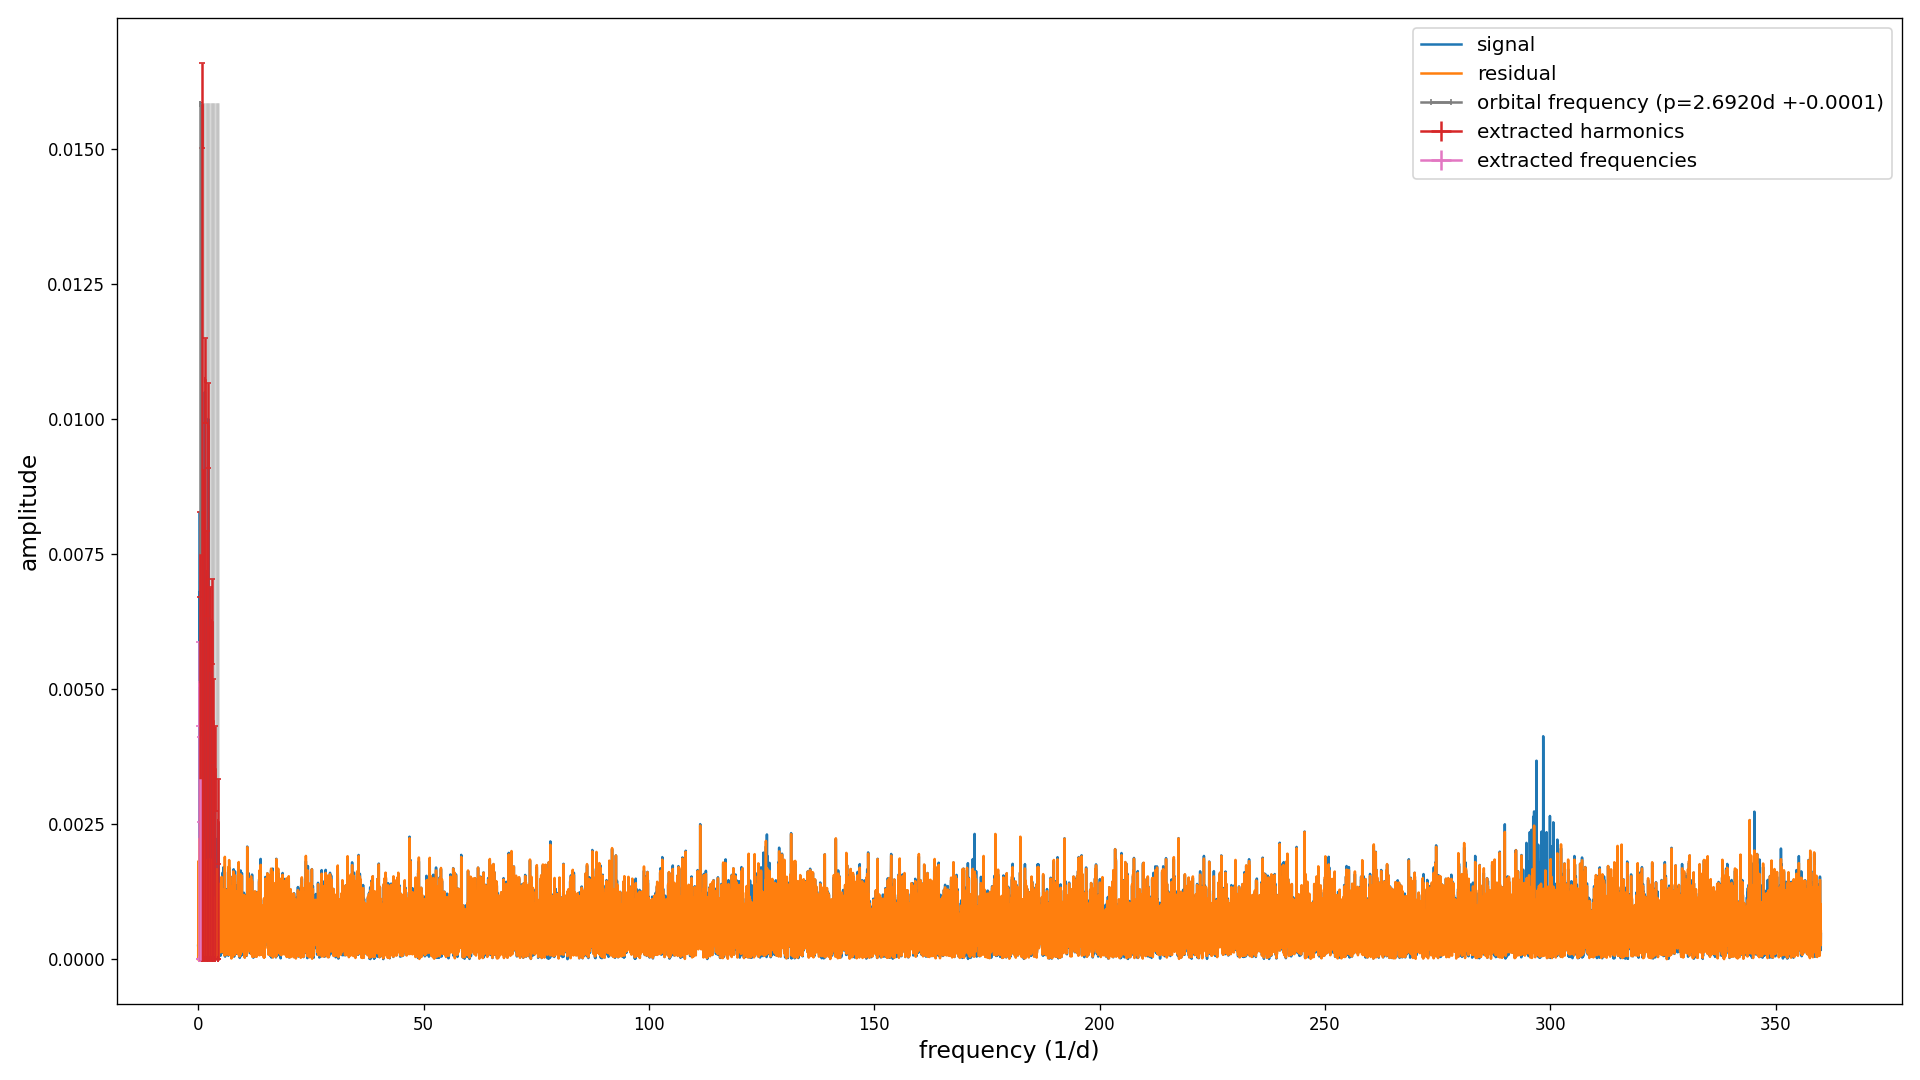 signal
residual
orbital frequency (p=2.6920d +-0.0001)
extracted harmonics
extracted frequencies
0.0150
0.0125
0.0100
0.0075
0.0050
0.0025
0.0000
amplitude
0 50 100 150 200 250 300 350
frequency (1/d)